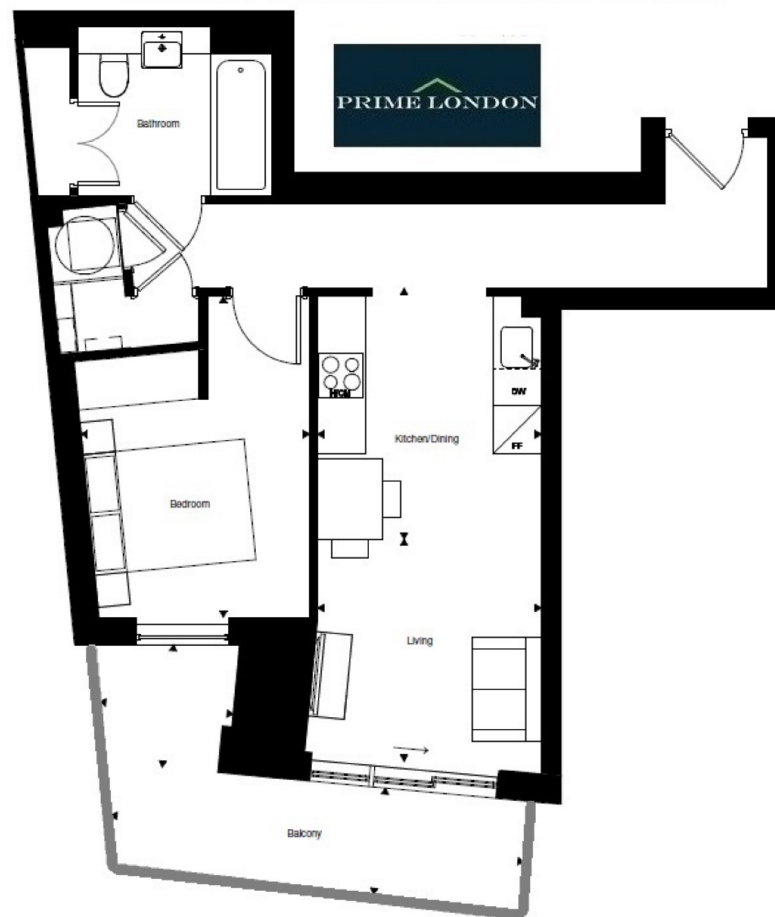 PRIME LONDON
Bathroom
DW
Kitchen/Dining
FF
Bedroom
Living
Balcony